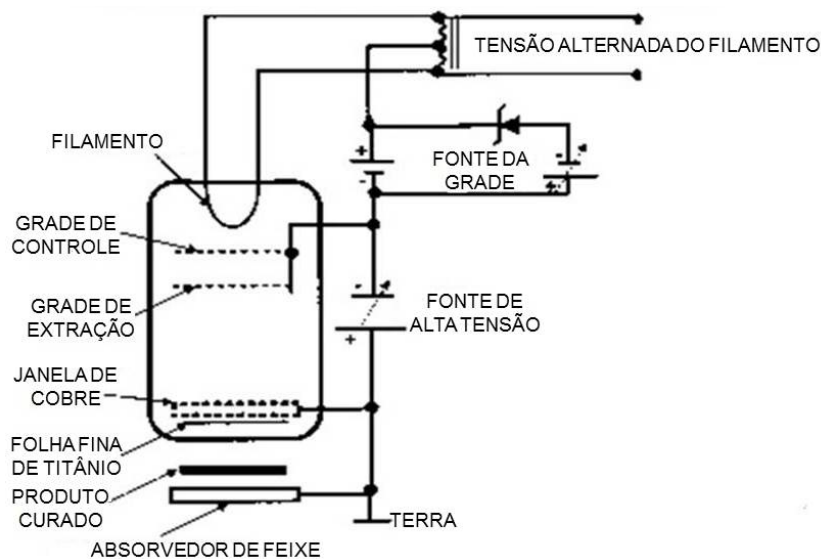 TENSÃO ALTERNADA DO FILAMENTO
FILAMENTO
+
-
FONTE DA
GRADE
-
+
GRADE DE
CONTROLE
GRADE DE
EXTRAÇÃO
-
+
FONTE DE
ALTA TENSÃO
JANELA DE
COBRE
FOLHA FINA
DE TITÂNIO
PRODUTO
CURADO
TERRA
ABSORVEDOR DE FEIXE